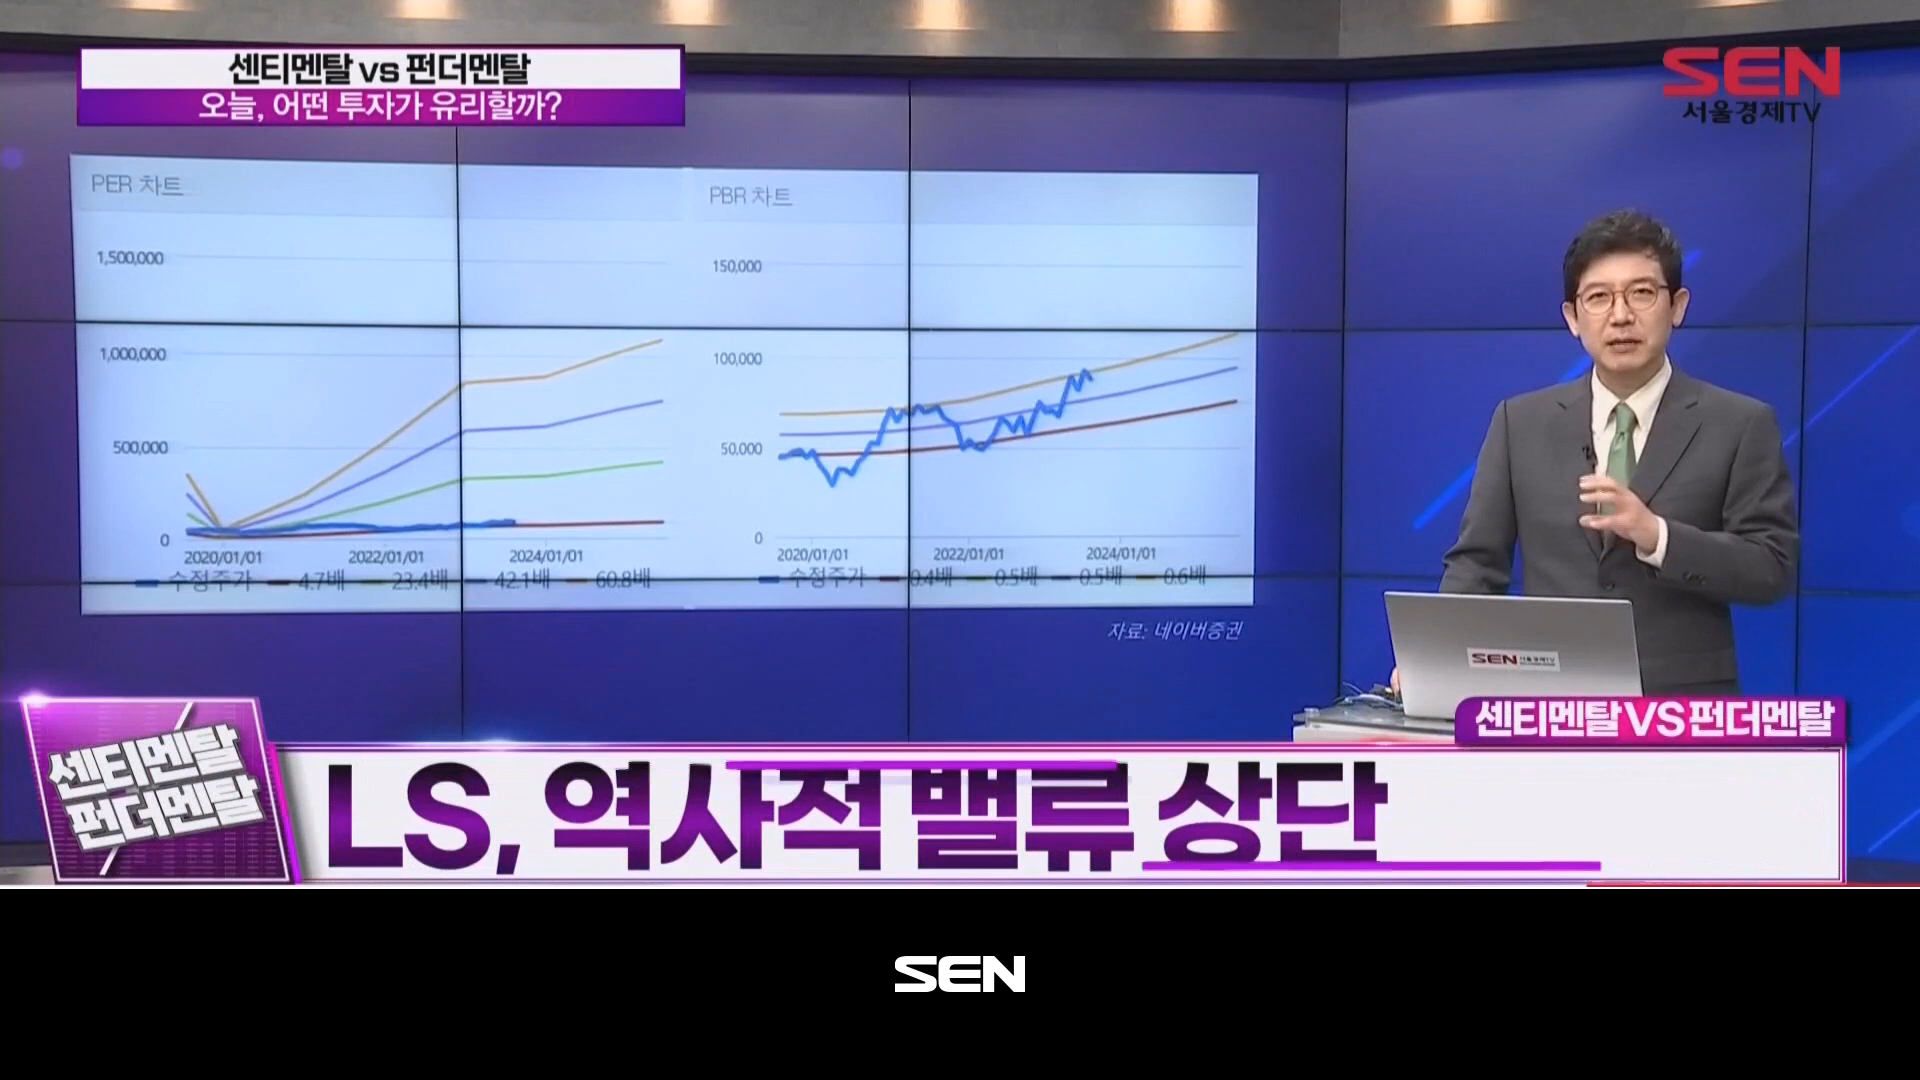 센티멘탈 vs 펀더멘탈
오늘, 어떤 투자가 유리할까?
SEN
서울경제TV
PER 차트
1,500,000
1,000,000
500,000
0
2020/01/01 2022/01/01 2024/01/01
수정주가 4.7배 23.4배 42.1배 60.8배
PBR 차트
150,000
100,000
50,000
0
2020/01/01 2022/01/01 2024/01/01
수정주가 0.4배 0.5배 0.5배 0.6배
자료: 네이버증권
SEN 서울경제TV
센티멘탈 VS 펀더멘탈
센티멘탈
펀더멘탈
LS, 역사적 밸류 상단
SEN